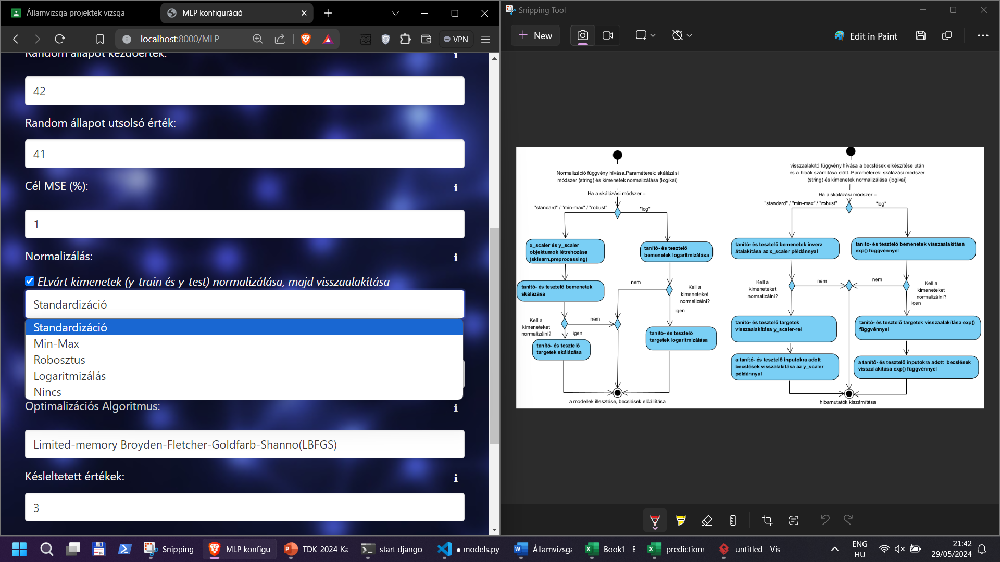 Államvizsga projektek vizsga
MLP konfiguráció
localhost:8000/MLP
VPN
Random állapot kezdőérték:
42
Random állapot utsolsó érték:
41
Cél MSE (%):
1
Normalizálás:
ELvárt kimenetek (y_train és y_test) normalizálása, majd visszaalakítása
Standardizáció
Standardizáció
Min-Max
Robosztus
Logaritmizálás
Nincs
Optimalizációs Algoritmus:
Limited-memory Broyden-Fletcher-Goldfarb-Shanno(LBFGS)
Késleltetett értékek:
3
Snipping Tool
New
Edit in Paint
Normalizáció függvény hívása.Paraméterek: skálázási
módszer (string) és kimenetek normalizálása (logikai)
Ha a skálázási módszer =
"standard" / "min-max" / "robust"
"log"
x_scaler és y_scaler
objektumok létrehozása
(sklearn.preprocessing)
tanító- és tesztelő
bemenetek logaritmizálása
tanító- és tesztelő bemenetek
skálázása
nem
Kell a
kimeneteket
normalizálni?
igen
Kell a
kimeneteket
normalizálni?
nem
igen
tanító- és tesztelő
targetek skálázása
tanító- és tesztelő
targetek logaritmizálása
a modellek illesztése, becslések előállítása
visszaalakító függvény hívása a becslések elkészítése után
és a hibák számítása előtt..Paraméterek: skálázási módszer
(string) és kimenetek normalizálása (logikai)
Ha a skálázási módszer =
"standard" / "min-max" / "robust"
"log"
tanító- és tesztelő bemenetek inverz
átalakítása az x_scaler példánnyal
tanító- és tesztelő bemenetek visszaalakítása
exp() függvénnyel
Kell a
kimeneteket
normalizálni?
nem
nem
Kell a
kimeneteket
normalizálni?
igen
tanító- és tesztelő targetek
visszaalakítása y_scaler-rel
tanító- és tesztelő targetek visszaalakítása exp()
függvénnyel
a tanító- és tesztelő inputokra adott
becslések visszalakítása az y_scaler
példánnyal
a tanító- és tesztelő inputokra adott becslések
visszalakítása exp() függvénnyel
hibamutatók kiszámítása
Snipping
MLP konfigu
TDK_2024_Ka
start django
● models.py
Államvizsga
Book1 - E
predictions
untitled - Vis
ENG
HU
21:42
29/05/2024